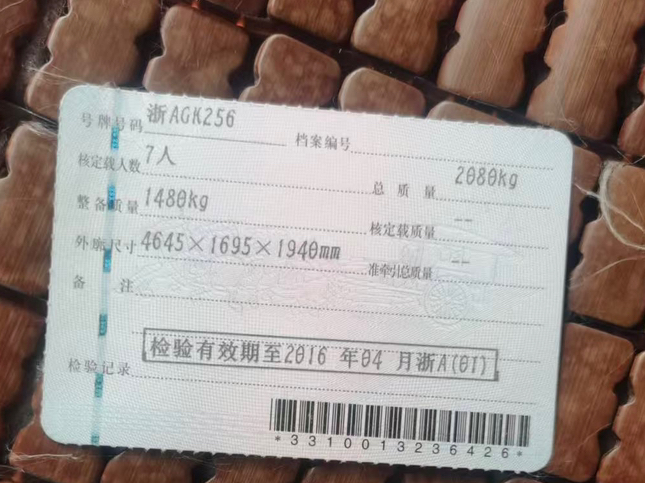 号牌号码 浙AGK256 档案编号
核定载人数 7人 总质量 2080kg
整备质量 1480kg 核定载质量 --
外廓尺寸 4645×1695×1940mm 准牵引总质量 --
备注
检验记录 检验有效期至2016 年04 月浙A(01)
*3310013236426*